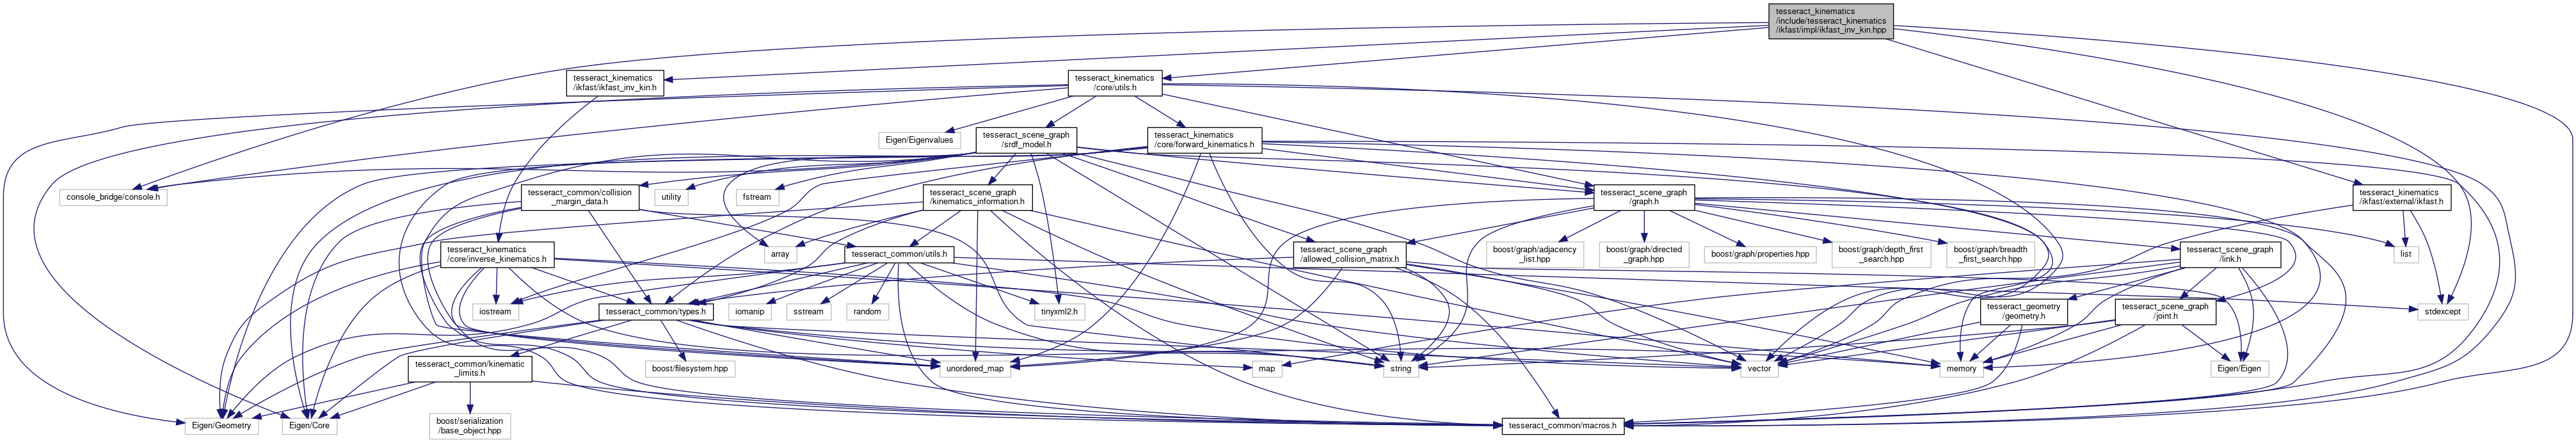 tesseract_kinematics
/include/tesseract_kinematics
/ikfast/impl/ikfast_inv_kin.hpp
tesseract_kinematics
/ikfast/ikfast_inv_kin.h
tesseract_kinematics
/core/utils.h
Eigen/Eigenvalues
tesseract_scene_graph
/srdf_model.h
tesseract_kinematics
/core/forward_kinematics.h
console_bridge/console.h
tesseract_common/collision
_margin_data.h
utility
fstream
tesseract_scene_graph
/kinematics_information.h
tesseract_scene_graph
/graph.h
tesseract_kinematics
/ikfast/external/ikfast.h
tesseract_kinematics
/core/inverse_kinematics.h
array
tesseract_common/utils.h
tesseract_scene_graph
/allowed_collision_matrix.h
boost/graph/adjacency
_list.hpp
boost/graph/directed
_graph.hpp
boost/graph/properties.hpp
boost/graph/depth_first
_search.hpp
boost/graph/breadth
_first_search.hpp
tesseract_scene_graph
/link.h
list
iostream
tesseract_common/types.h
iomanip
sstream
random
tinyxml2.h
tesseract_geometry
/geometry.h
tesseract_scene_graph
/joint.h
stdexcept
tesseract_common/kinematic
_limits.h
boost/filesystem.hpp
unordered_map
map
string
vector
memory
Eigen/Eigen
Eigen/Geometry
Eigen/Core
boost/serialization
/base_object.hpp
tesseract_common/macros.h